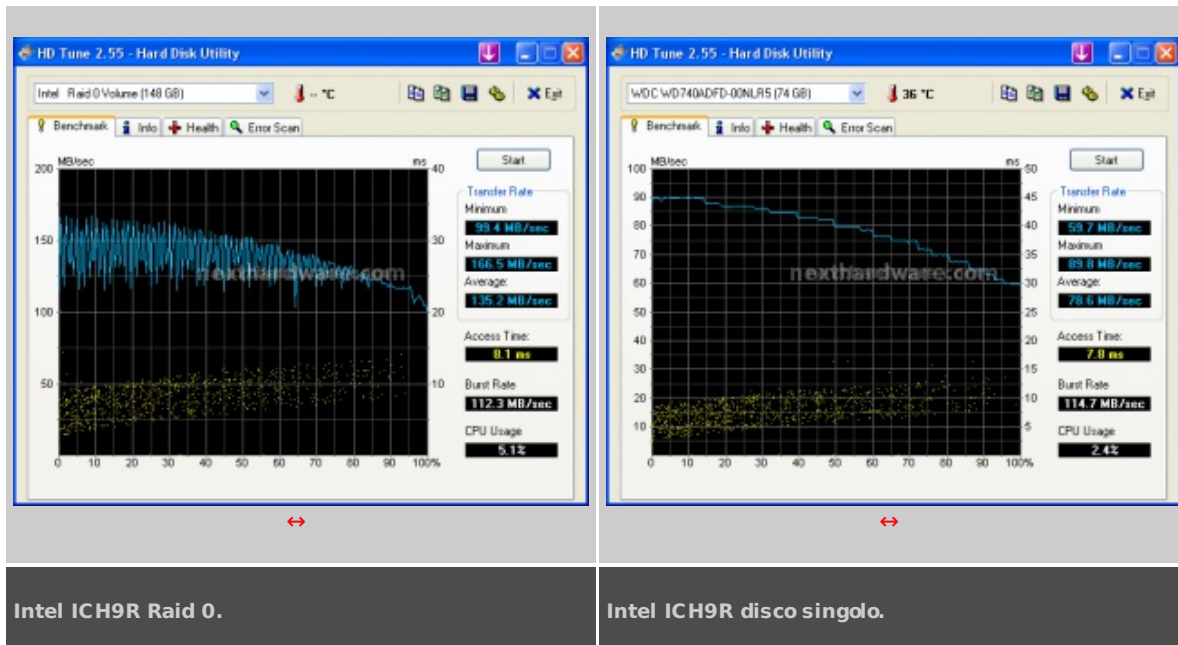 HD Tune 2.55 - Hard Disk Utility
Intel Raid 0 Volume (148 GB)
-- °C
Exit
Benchmark
Info
Health
Error Scan
MB/sec
ms
200
150
100
50
40
30
20
10
0 10 20 30 40 50 60 70 80 90 100%
nexthardware.com
Start
Transfer Rate
Minimum
99.4 MB/sec
Maximum
166.5 MB/sec
Average:
135.2 MB/sec
Access Time:
8.1 ms
Burst Rate
112.3 MB/sec
CPU Usage
5.1%
Intel ICH9R Raid 0.
HD Tune 2.55 - Hard Disk Utility
WDC WD740ADFD-00NLR5 (74 GB)
36 °C
Exit
Benchmark
Info
Health
Error Scan
MB/sec
ms
100
90
80
70
60
50
40
30
20
10
50
45
40
35
30
25
20
15
10
5
0 10 20 30 40 50 60 70 80 90 100%
nexthardware.com
Start
Transfer Rate
Minimum
59.7 MB/sec
Maximum
89.8 MB/sec
Average:
78.6 MB/sec
Access Time:
7.8 ms
Burst Rate
114.7 MB/sec
CPU Usage
2.4%
Intel ICH9R disco singolo.